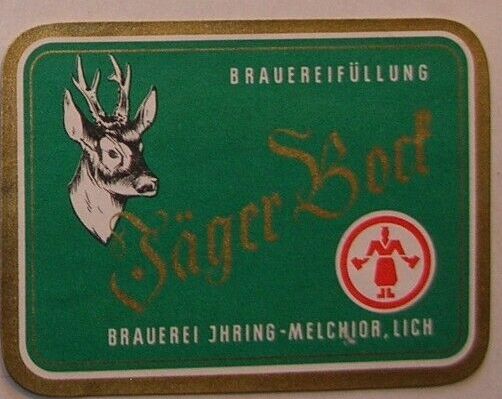 BRAUEREIFÜLLUNG
Jäger Bock
BRAUEREI JHRING-MELCHIOR, LICH